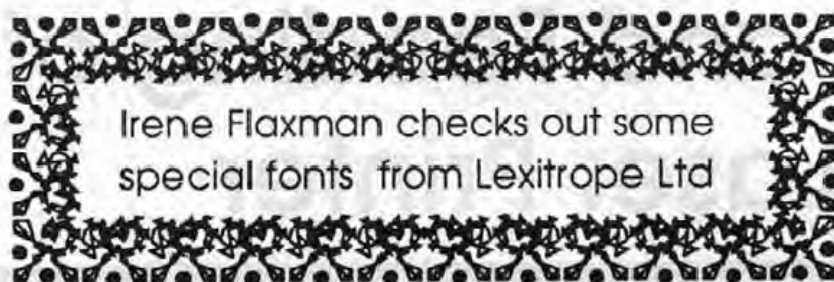 Irene Flaxman checks out some
special fonts from Lexitrope Ltd